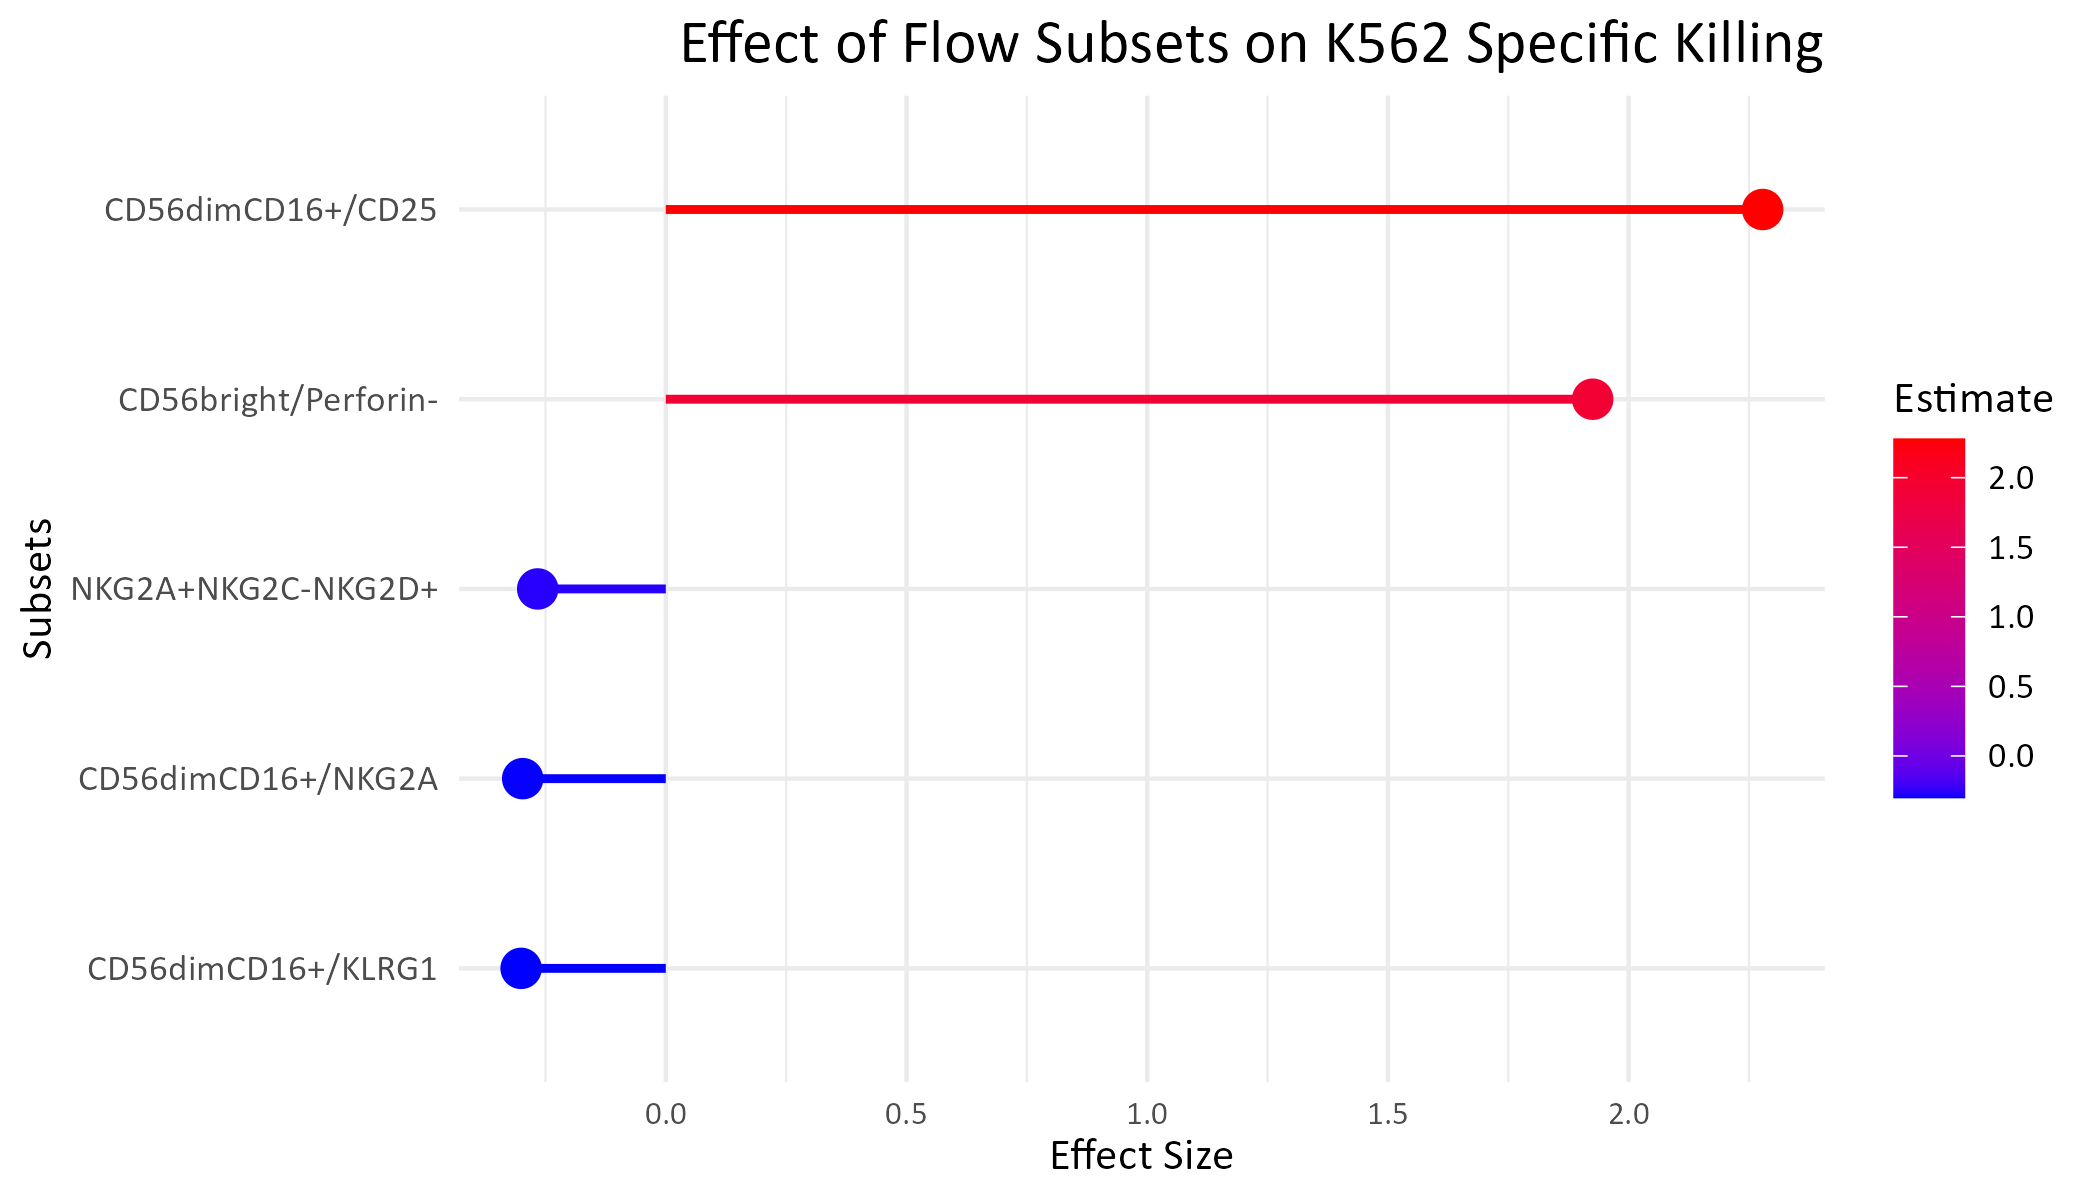 Effect of Flow Subsets on K562 Specific Killing
CD56dimCD16+/CD25
CD56bright/Perforin-
NKG2A+NKG2C-NKG2D+
CD56dimCD16+/NKG2A
CD56dimCD16+/KLRG1
Subsets
0.0
0.5
1.0
1.5
2.0
Effect Size
Estimate
2.0
1.5
1.0
0.5
0.0